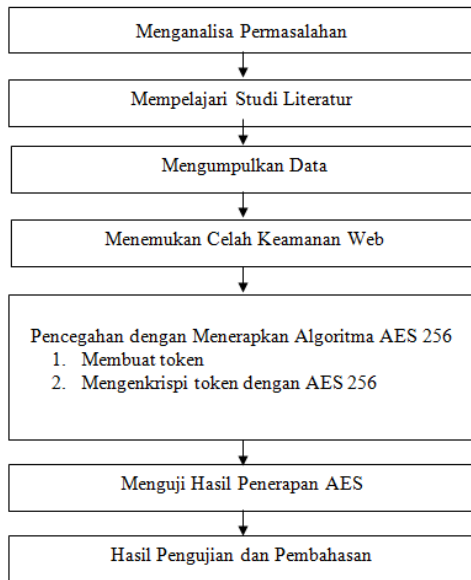 Menganalisa Permasalahan
Mempelajari Studi Literatur
Mengumpulkan Data
Menemukan Celah Keamanan Web
Pencegahan dengan Menerapkan Algoritma AES 256
1. Membuat token
2. Mengenkrispi token dengan AES 256
Menguji Hasil Penerapan AES
Hasil Pengujian dan Pembahasan